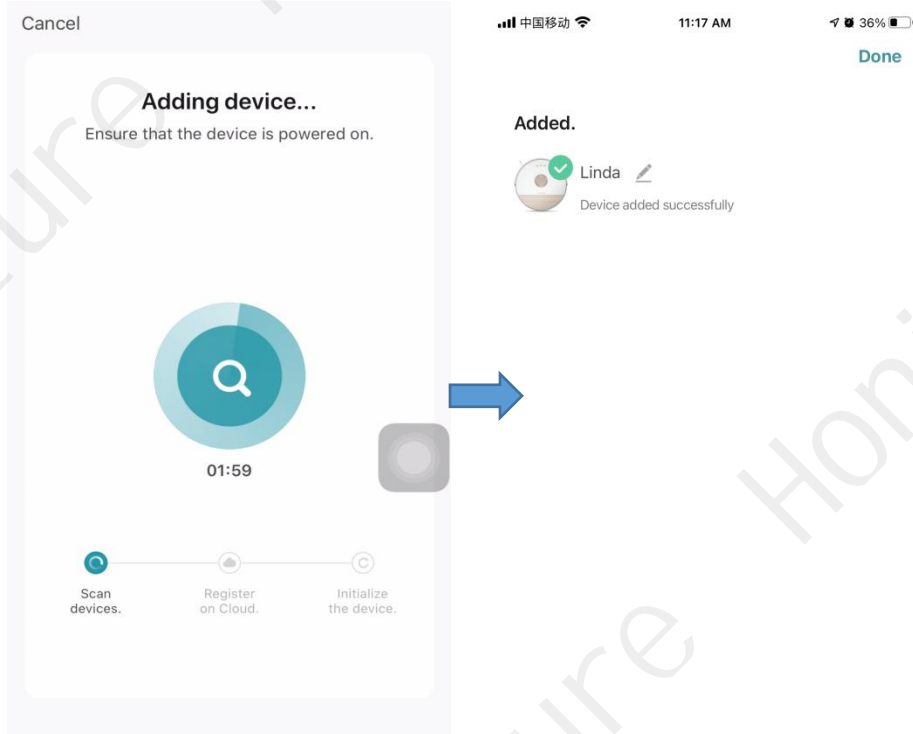 Cancel
Adding device...
Ensure that the device is powered on.
01:59
Scan
devices.
Register
on Cloud.
Initialize
the device.
中国移动
11:17 AM
36%
Done
Added.
Linda
Device added successfully